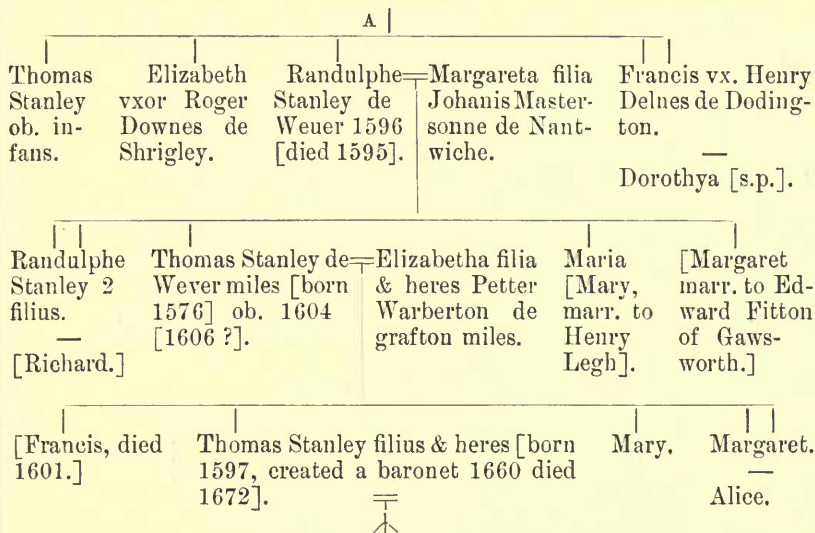 A
Thomas
Stanley
ob. in-
fans.
Elizabeth
vxor Roger
Downes de
Shrigley.
Randulphe
Stanley de
Weuer 1596
[died 1595].
Margareta filia
Johanis Master-
sonne de Nant-
wiche.
Francis vx. Henry
Delues de Doding-
ton.
—
Dorothya [s.p.].
Randulphe
Stanley 2
filius.
—
[Richard.]
Thomas Stanley de
Wever miles [born
1576] ob. 1604
[1606 ?].
Elizabetha filia
& heres Petter
Warberton de
grafton miles.
Maria
[Mary,
marr. to
Henry
Legh].
[Margaret
marr. to Ed-
ward Fitton
of Gaws-
worth.]
[Francis, died
1601.]
Thomas Stanley filius & heres [born
1597, created a baronet 1660 died
1672].
Mary.
Margaret.
—
Alice.